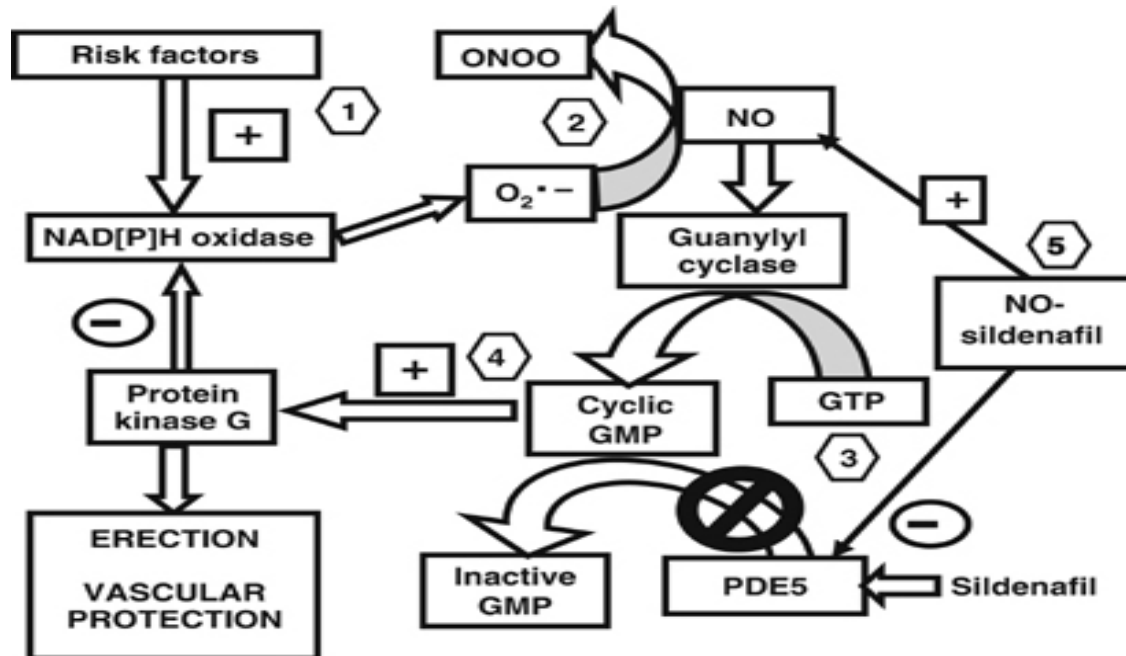 Risk factors
1
+
ONOO
2
NO
O₂˙−
NAD[P]H oxidase
Guanylyl
cyclase
+
5
NO-
sildenafil
−
+
4
Protein
kinase G
Cyclic
GMP
GTP
3
ERECTION
VASCULAR
PROTECTION
Inactive
GMP
PDE5
−
Sildenafil